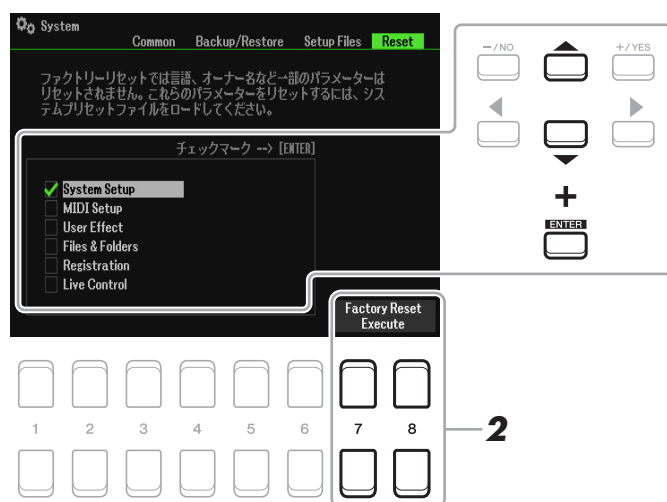 System
Common Backup/Restore Setup Files Reset
ファクトリーリセットでは言語、オーナー名など一部のパラメーターは
リセットされません。これらのパラメーターをリセットするには、シス
テムプリセットファイルをロードしてください。
チェックマーク --> [ENTER]
System Setup
MIDI Setup
User Effect
Files & Folders
Registration
Live Control
Factory Reset
Execute
-/NO
+/YES
+
ENTER
1 2 3 4 5 6 7 8
2